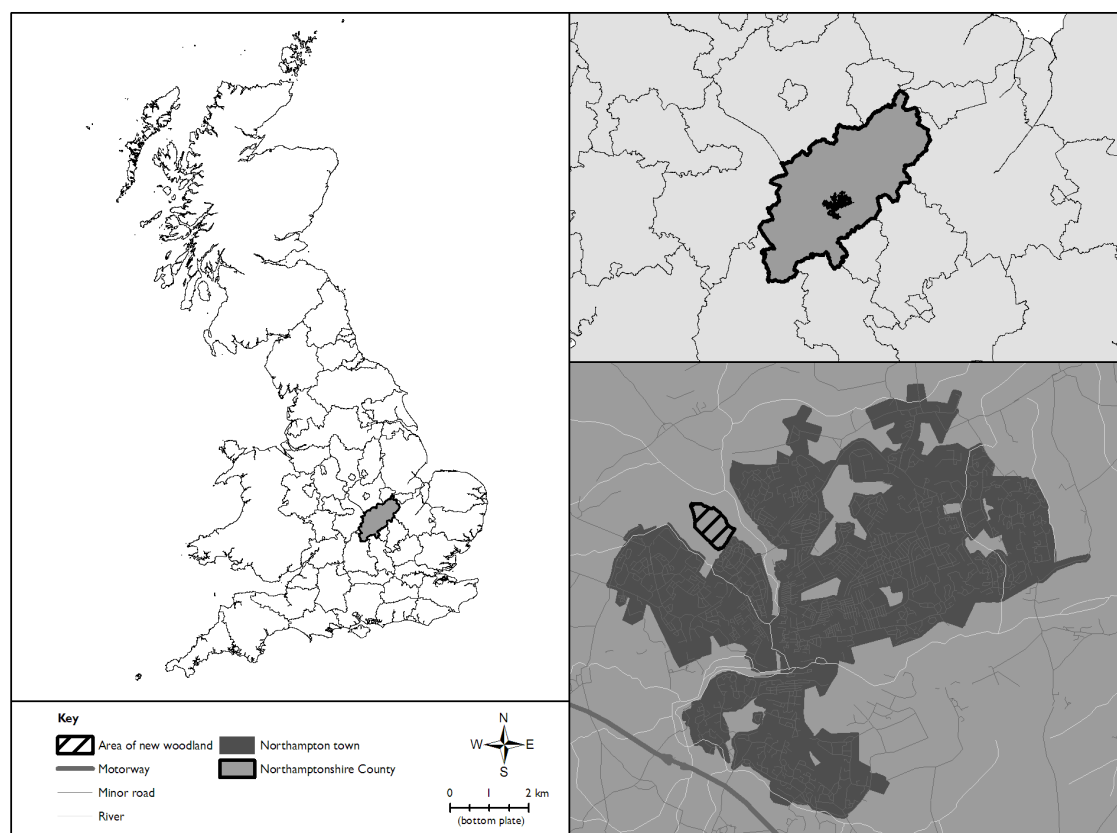 Key
Area of new woodland
Northampton town
Motorway
Northamptonshire County
Minor road
River
N
W
E
S
0
1
2 km
(bottom plate)